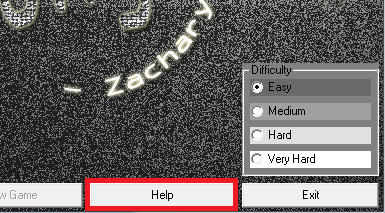 - Zachary
Difficulty
Easy
Medium
Hard
Very Hard
w Game
Help
Exit